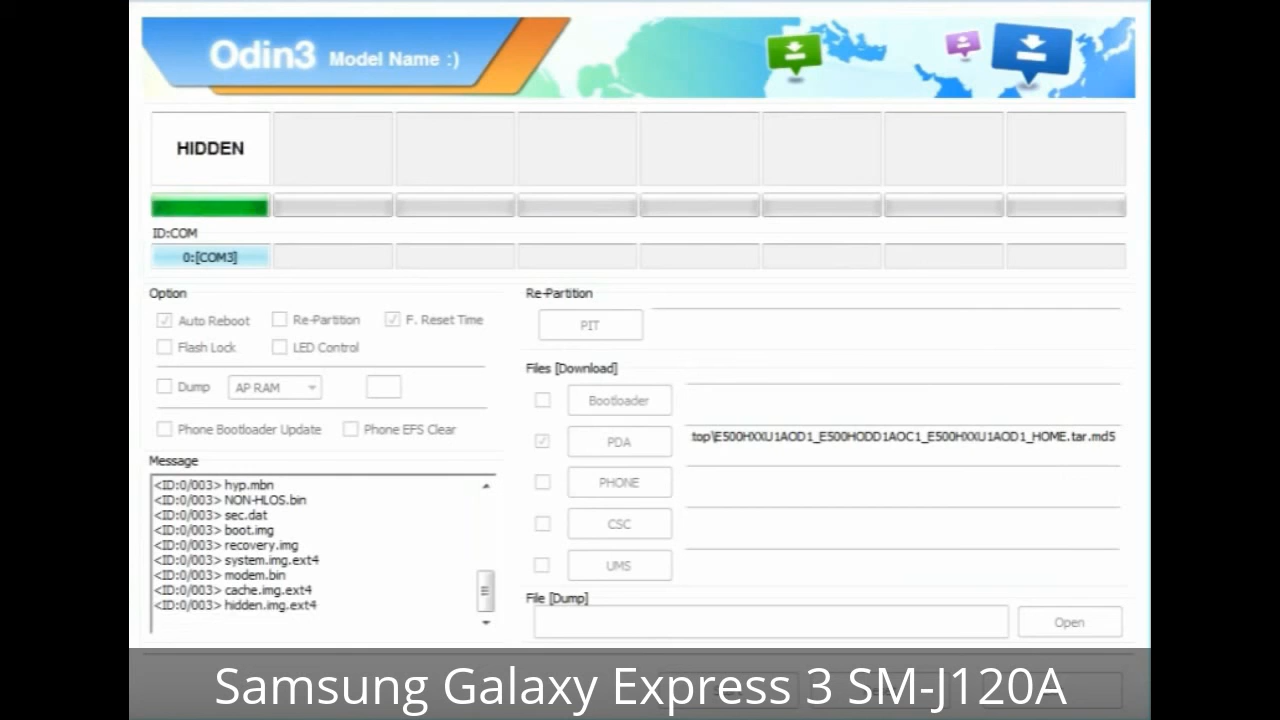 Odin3 Model Name :)
HIDDEN
ID:COM
0:[COM3]
Option
Auto Reboot
Re-Partition
F. Reset Time
Flash Lock
LED Control
Dump
AP RAM
Phone Bootloader Update
Phone EFS Clear
Message
<ID:0/003> hyp.mbn
<ID:0/003> NON-HLOS.bin
<ID:0/003> sec.dat
<ID:0/003> boot.img
<ID:0/003> recovery.img
<ID:0/003> system.img.ext4
<ID:0/003> modem.bin
<ID:0/003> cache.img.ext4
<ID:0/003> hidden.img.ext4
Re-Partition
PIT
Files [Download]
Bootloader
PDA
top\E500HXXU1AOD1_E500HODD1AOC1_E500HXXU1AOD1_HOME.tar.md5
PHONE
CSC
UMS
File [Dump]
Open
Samsung Galaxy Express 3 SM-J120A